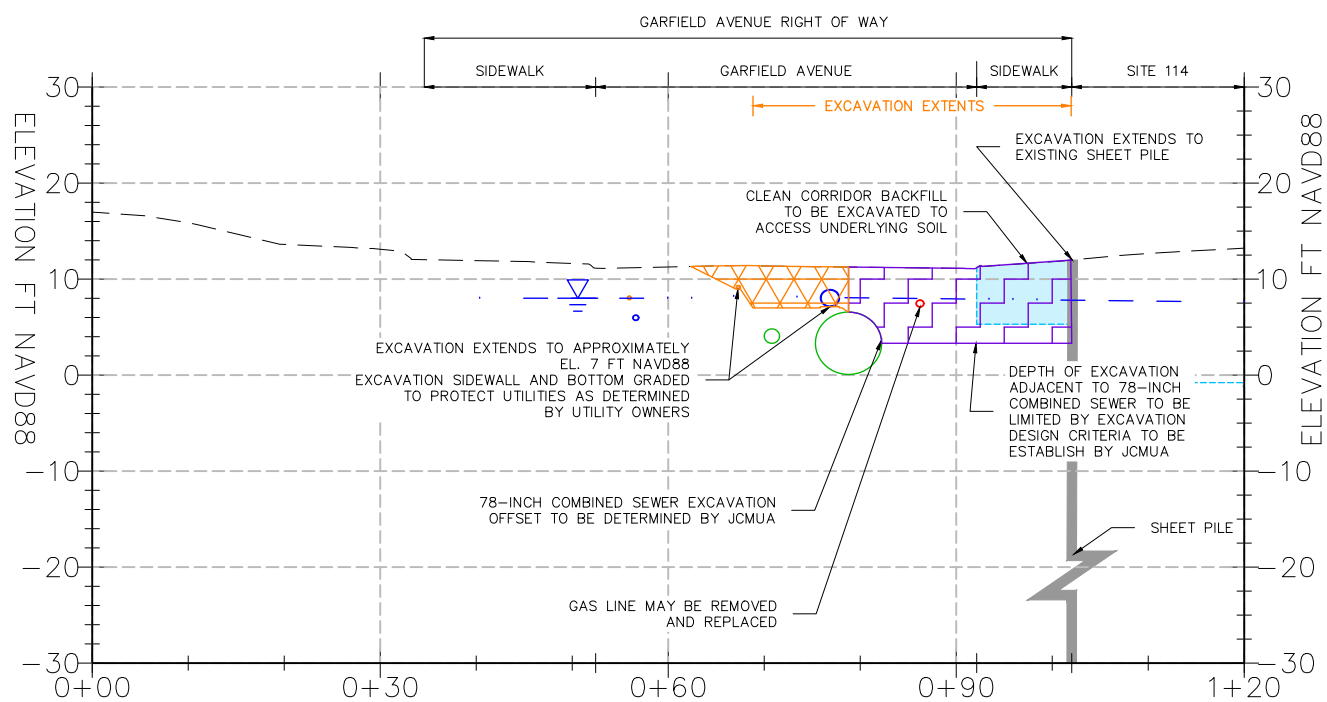 GARFIELD AVENUE RIGHT OF WAY
SIDEWALK
GARFIELD AVENUE
SIDEWALK
SITE 114
EXCAVATION EXTENTS
30
20
10
0
-10
-20
-30
ELEVATION FT NAVD88
30
20
10
0
-10
-20
-30
ELEVATION FT NAVD88
EXCAVATION EXTENDS TO
EXISTING SHEET PILE
CLEAN CORRIDOR BACKFILL
TO BE EXCAVATED TO
ACCESS UNDERLYING SOIL
EXCAVATION EXTENDS TO APPROXIMATELY
EL. 7 FT NAVD88
EXCAVATION SIDEWALL AND BOTTOM GRADED
TO PROTECT UTILITIES AS DETERMINED
BY UTILITY OWNERS
DEPTH OF EXCAVATION
ADJACENT TO 78-INCH
COMBINED SEWER TO BE
LIMITED BY EXCAVATION
DESIGN CRITERIA TO BE
ESTABLISH BY JCMUA
78-INCH COMBINED SEWER EXCAVATION
OFFSET TO BE DETERMINED BY JCMUA
SHEET PILE
GAS LINE MAY BE REMOVED
AND REPLACED
0+00
0+30
0+60
0+90
1+20